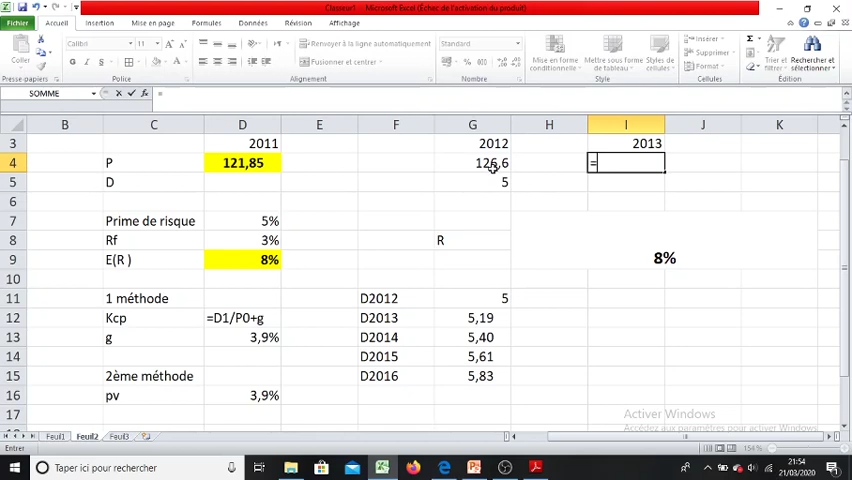 Classeur1 - Microsoft Excel (Échec de l'activation du produit)
Fichier Accueil Insertion Mise en page Formules Données Révision Affichage
Calibri 11 A A Renvoyer à la ligne automatiquement Standard Insérer Σ
Coller G I S Fusionner et centrer % 000 Mise en forme conditionnelle Mettre sous forme de tableau Styles de cellules Supprimer Format Trier et filtrer Rechercher et sélectionner
Presse-papiers Police Alignement Nombre Style Cellules Édition
SOMME fx =
B C D E F G H I J K
3 2011 2012 2013
4 P 121,85 126,6 =
5 D 5
6
7 Prime de risque 5%
8 Rf 3% R
9 E(R ) 8% 8%
10
11 1 méthode D2012 5
12 Kcp =D1/P0+g D2013 5,19
13 g 3,9% D2014 5,40
14 D2015 5,61
15 2ème méthode D2016 5,83
16 pv 3,9%
17
Activer Windows
Accédez aux paramètres pour activer Windows.
Feuil1 Feuil2 Feuil3
Entrer 154 %
Taper ici pour rechercher
21:54
21/03/2020